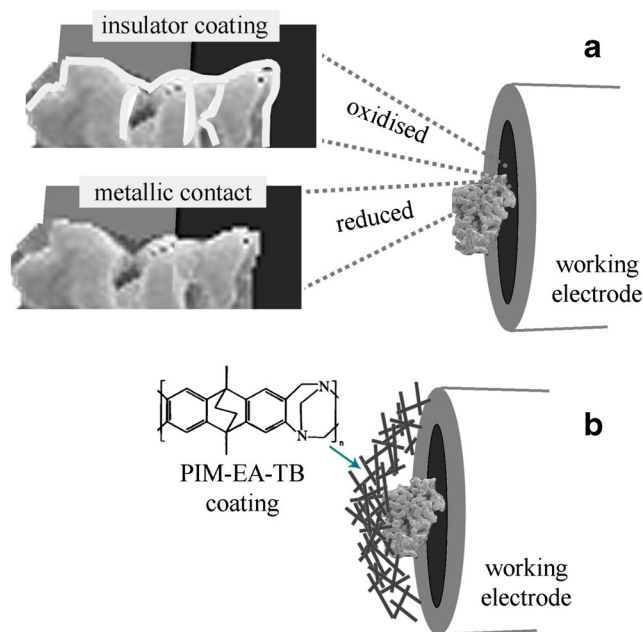 insulator coating
a
oxidised
metallic contact
reduced
working
electrode
N
N
n
PIM-EA-TB
coating
b
working
electrode